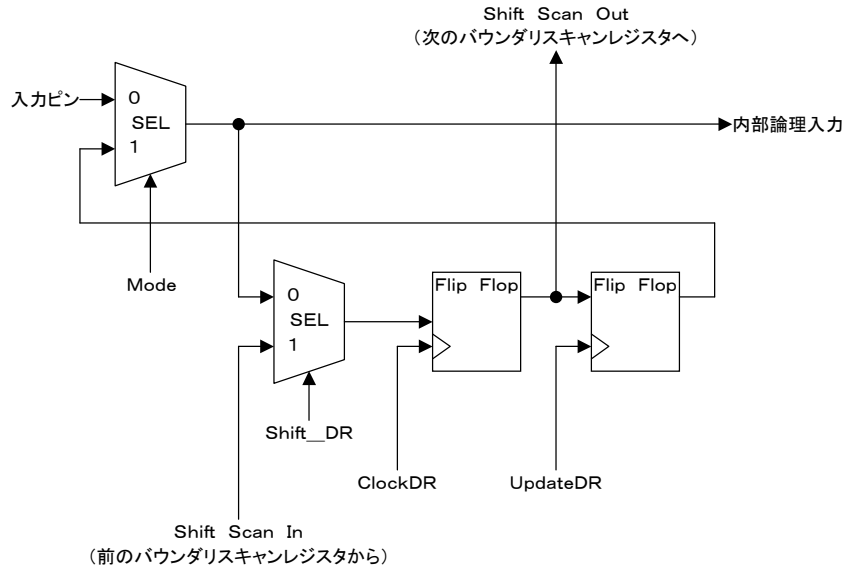 Shift Scan Out
（次のバウンダリスキャンレジスタへ）
入力ピン
0
SEL
1
内部論理入力
Mode
0
SEL
1
Flip Flop
Flip Flop
Shift__DR
ClockDR
UpdateDR
Shift Scan In
（前のバウンダリスキャンレジスタから）